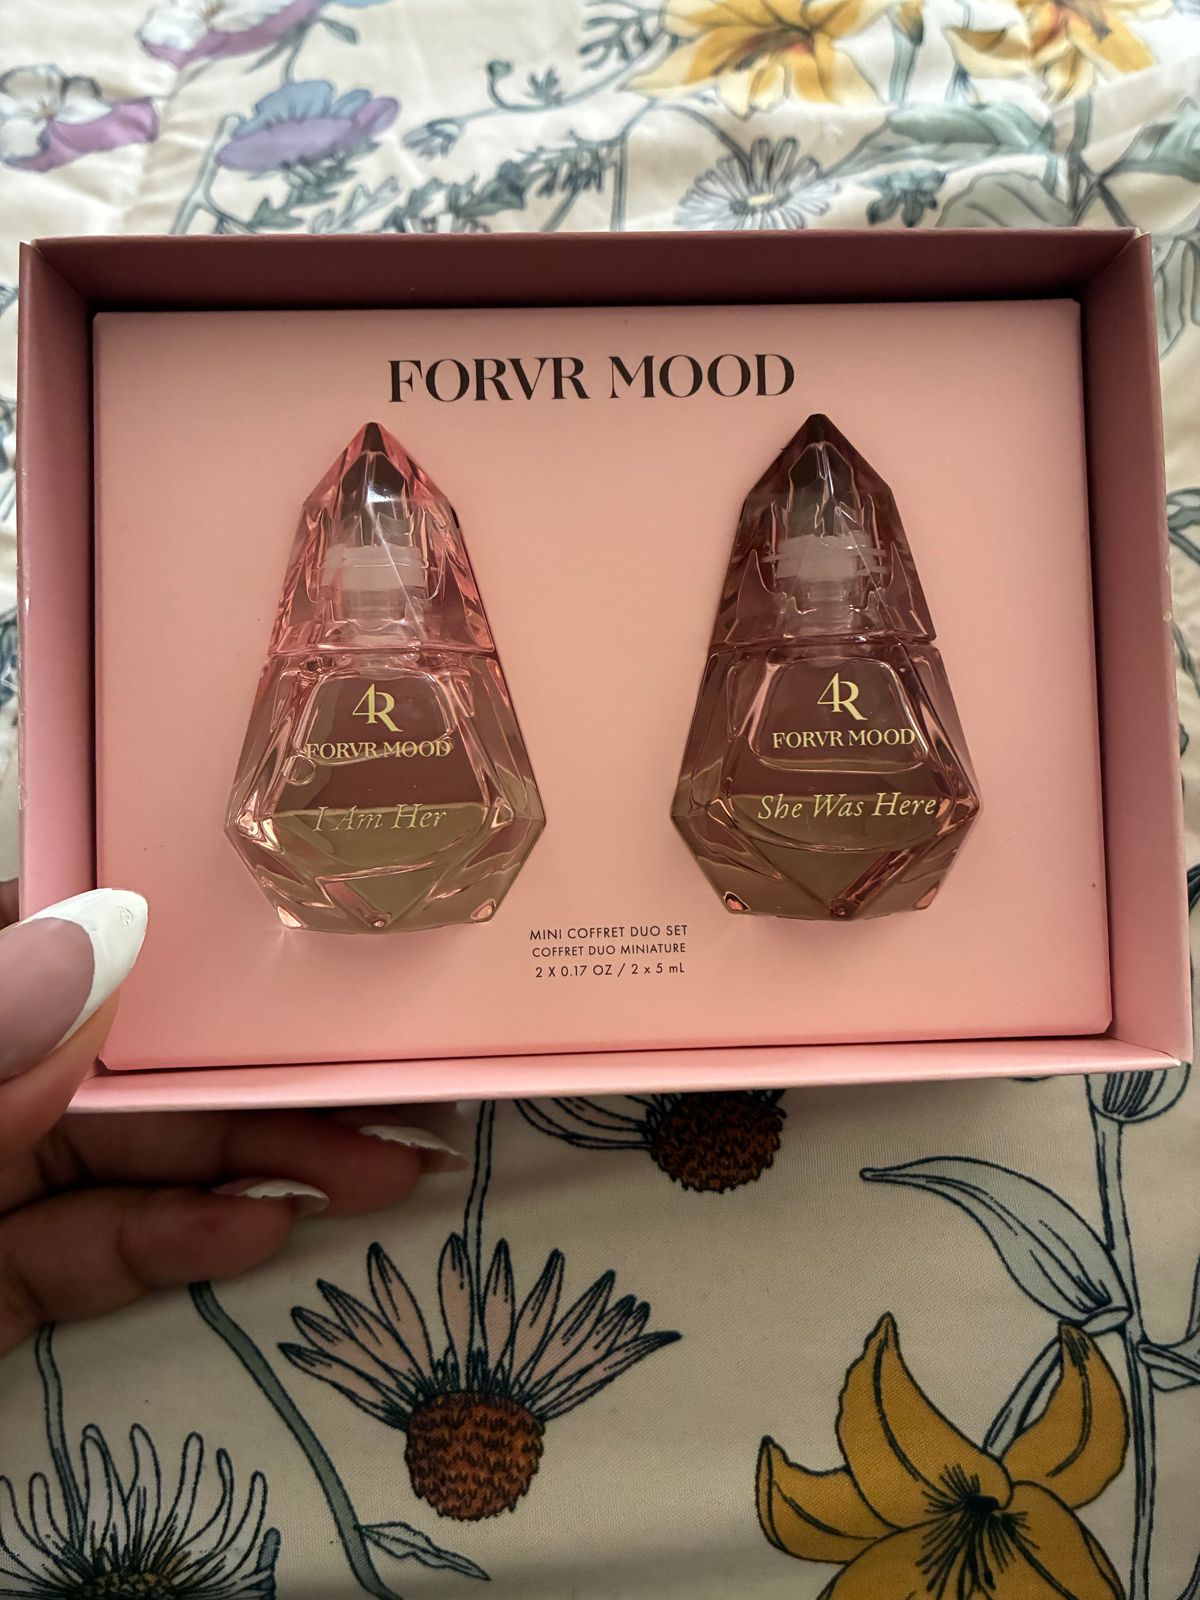 FORVR MOOD
4R
FORVR MOOD
I Am Her
4R
FORVR MOOD
She Was Here
MINI COFFRET DUO SET
COFFRET DUO MINIATURE
2 X 0.17 OZ / 2 x 5 mL